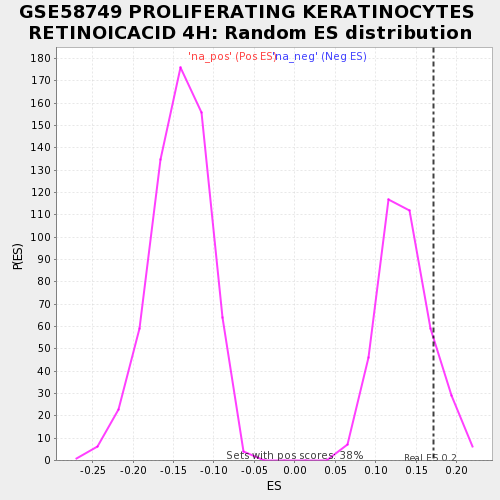 GSE58749 PROLIFERATING KERATINOCYTES
RETINOICACID 4H: Random ES distribution
'na_pos' (Pos ES) 'na_neg' (Neg ES)
180
170
160
150
140
130
120
110
100
90
80
70
60
50
40
30
20
10
0
P(ES)
Sets with pos scores: 38%
Real ES 0.2
-0.25 -0.20 -0.15 -0.10 -0.05 0.00 0.05 0.10 0.15 0.20
ES